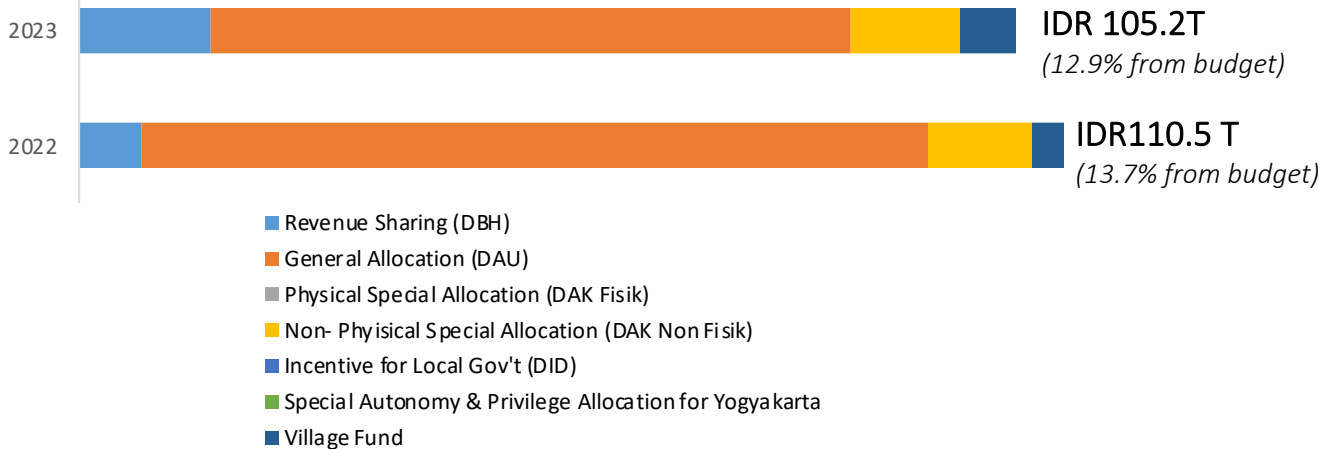 2023
IDR 105.2T
(12.9% from budget)
2022
IDR110.5 T
(13.7% from budget)
Revenue Sharing (DBH)
General Allocation (DAU)
Physical Special Allocation (DAK Fisik)
Non- Phyisical Special Allocation (DAK Non Fisik)
Incentive for Local Gov't (DID)
Special Autonomy & Privilege Allocation for Yogyakarta
Village Fund